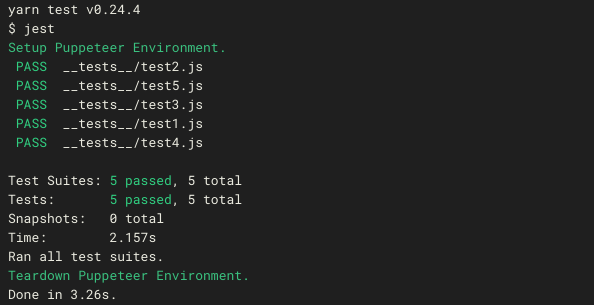 yarn test v0.24.4
$ jest
Setup Puppeteer Environment.
PASS  __tests__/test2.js
PASS  __tests__/test5.js
PASS  __tests__/test3.js
PASS  __tests__/test1.js
PASS  __tests__/test4.js
Test Suites: 5 passed, 5 total
Tests:       5 passed, 5 total
Snapshots:   0 total
Time:        2.157s
Ran all test suites.
Teardown Puppeteer Environment.
Done in 3.26s.